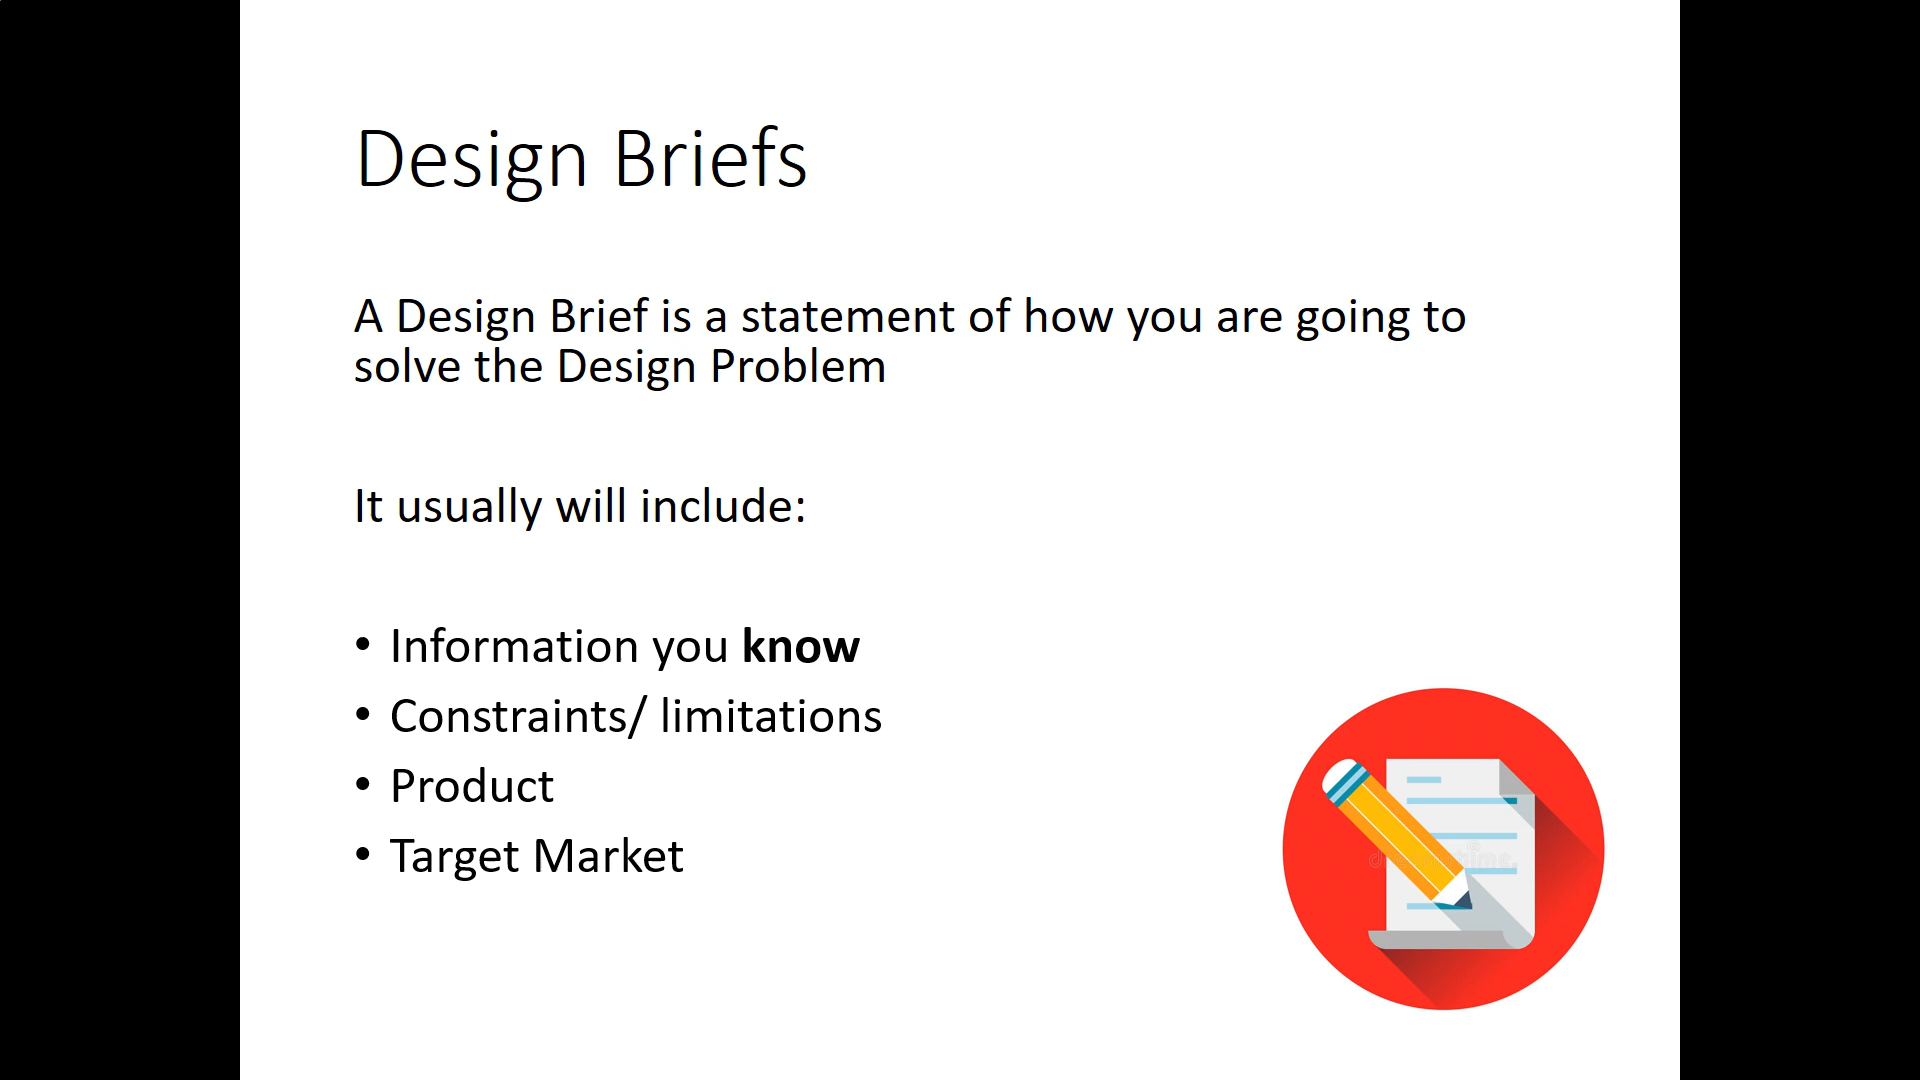 Design Briefs
A Design Brief is a statement of how you are going to
solve the Design Problem
It usually will include:
• Information you know
• Constraints/ limitations
• Product
• Target Market